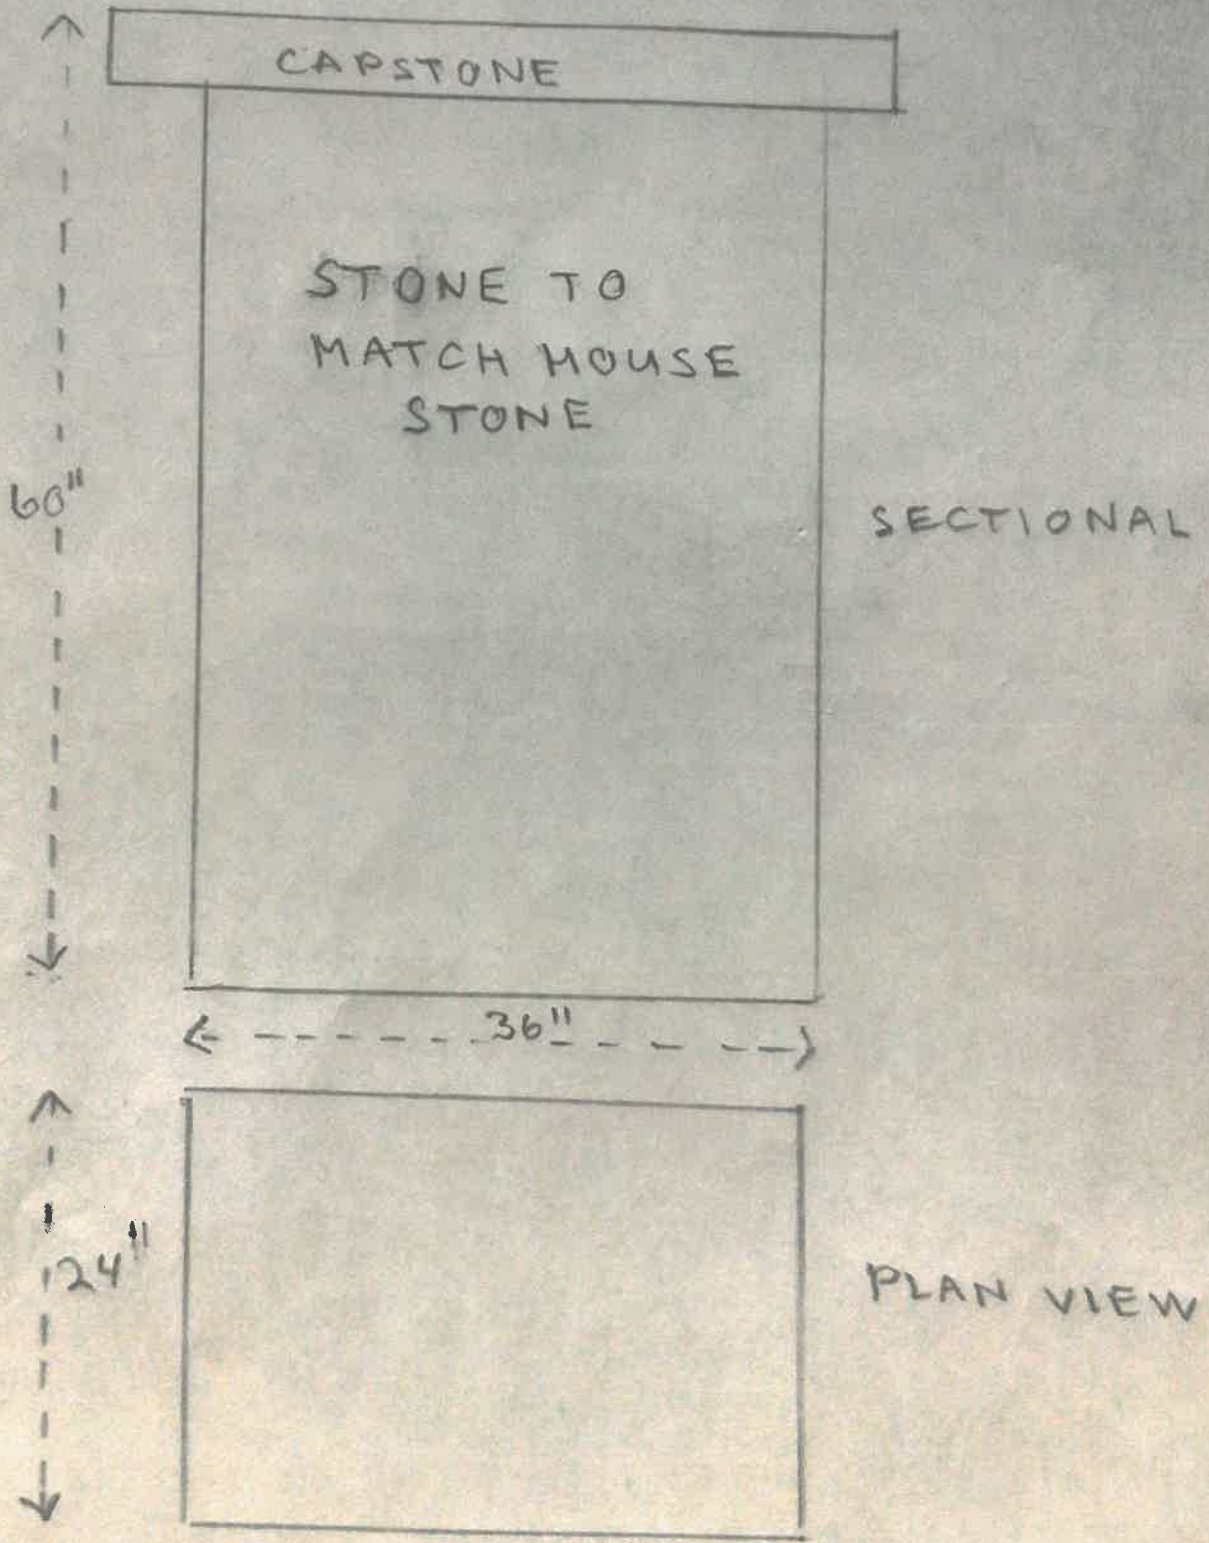 CAPSTONE
STONE TO
MATCH HOUSE
STONE
60"
SECTIONAL
36"
24"
PLAN VIEW